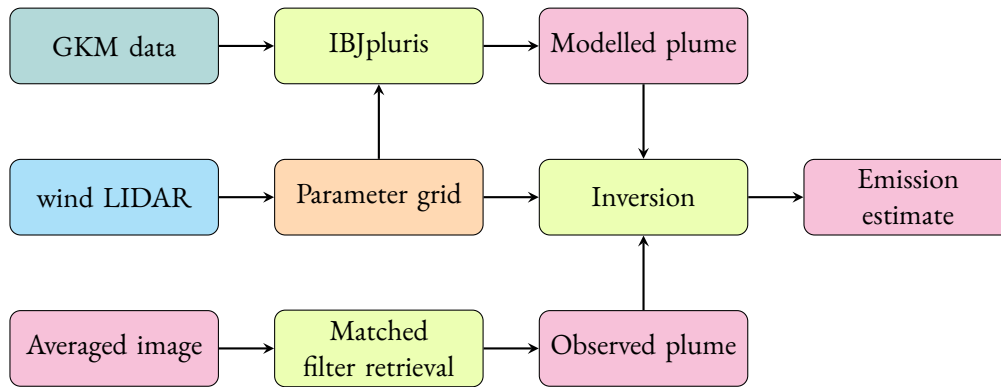 GKM data
IBJpluris
Modelled plume
wind LIDAR
Parameter grid
Inversion
Emission
estimate
Averaged image
Matched
filter retrieval
Observed plume